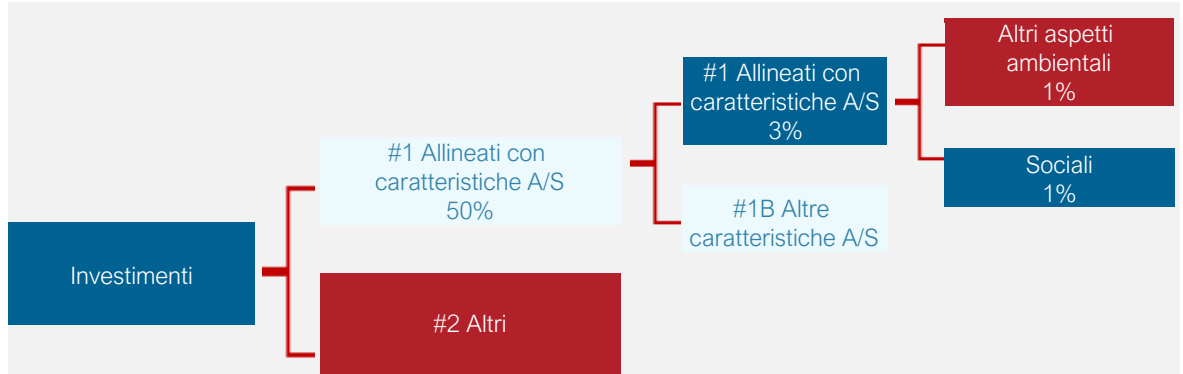 Investimenti
#1 Allineati con
caratteristiche A/S
50%
#2 Altri
#1 Allineati con
caratteristiche A/S
3%
#1B Altre
caratteristiche A/S
Altri aspetti
ambientali
1%
Sociali
1%